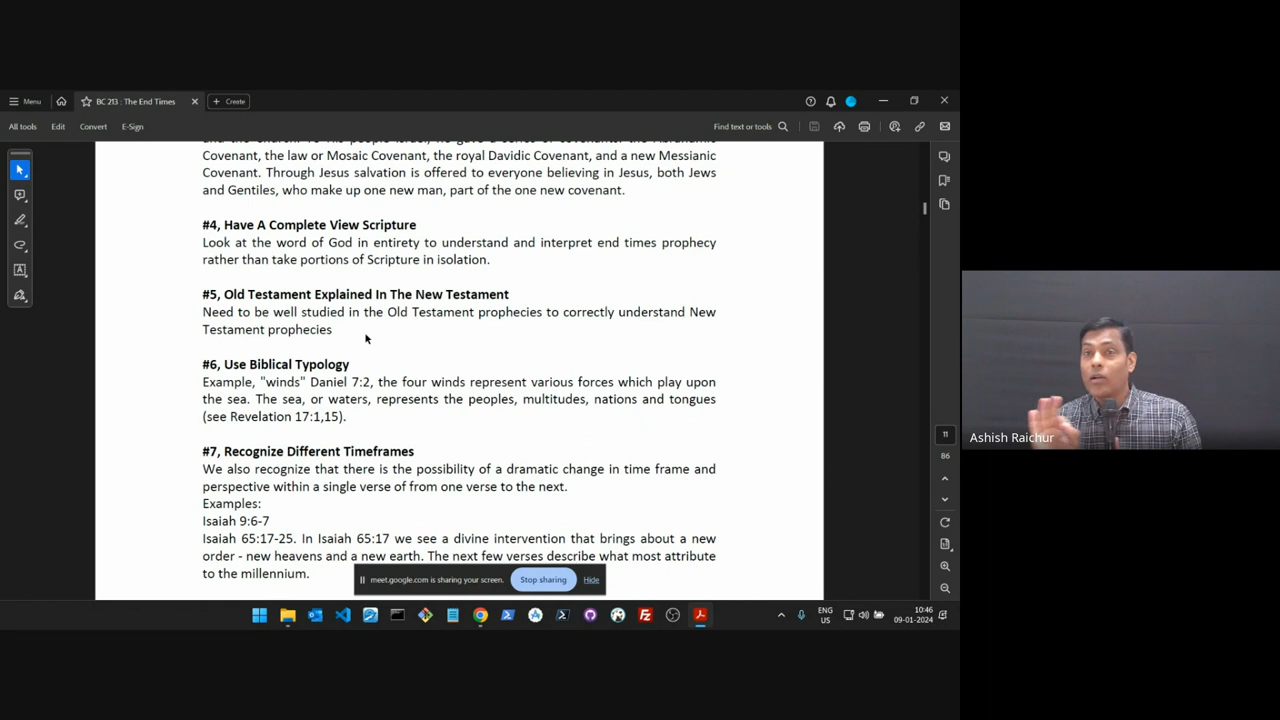 Menu
BC 213 : The End Times
Create
All tools
Edit
Convert
E-Sign
Find text or tools
Covenant, the law or Mosaic Covenant, the royal Davidic Covenant, and a new Messianic
Covenant. Through Jesus salvation is offered to everyone believing in Jesus, both Jews
and Gentiles, who make up one new man, part of the one new covenant.
#4, Have A Complete View Scripture
Look at the word of God in entirety to understand and interpret end times prophecy
rather than take portions of Scripture in isolation.
#5, Old Testament Explained In The New Testament
Need to be well studied in the Old Testament prophecies to correctly understand New
Testament prophecies
#6, Use Biblical Typology
Example, "winds" Daniel 7:2, the four winds represent various forces which play upon
the sea. The sea, or waters, represents the peoples, multitudes, nations and tongues
(see Revelation 17:1,15).
#7, Recognize Different Timeframes
We also recognize that there is the possibility of a dramatic change in time frame and
perspective within a single verse of from one verse to the next.
Examples:
Isaiah 9:6-7
Isaiah 65:17-25. In Isaiah 65:17 we see a divine intervention that brings about a new
order - new heavens and a new earth. The next few verses describe what most attribute
to the millennium.
11
86
meet.google.com is sharing your screen.
Stop sharing
Hide
ENG
US
10:46
09-01-2024
Ashish Raichur